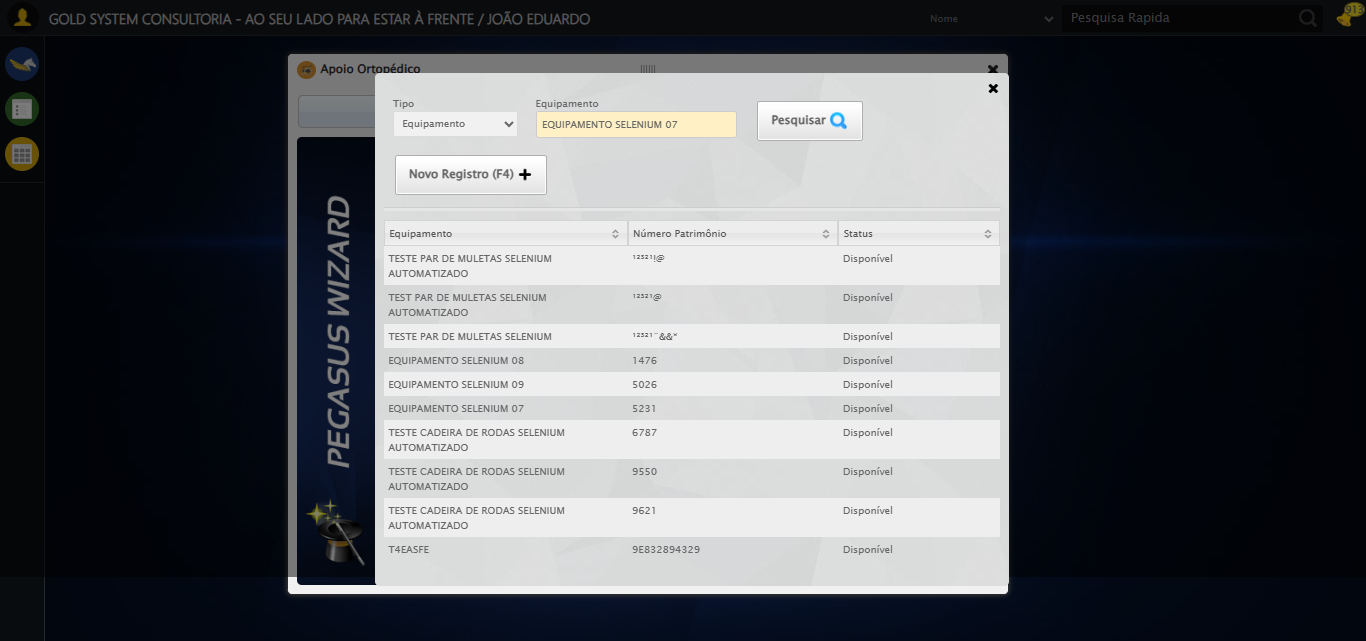 GOLD SYSTEM CONSULTORIA - AO SEU LADO PARA ESTAR À FRENTE / JOÃO EDUARDO
Nome
Pesquisa Rapida
913
Apoio Ortopédico
Tipo
Equipamento
Equipamento
EQUIPAMENTO SELENIUM 07
Pesquisar
Novo Registro (F4)
PEGASUS WIZARD
Equipamento Número Patrimônio Status
TESTE PAR DE MULETAS SELENIUM ¹²³²¹!@ Disponível
AUTOMATIZADO
TEST PAR DE MULETAS SELENIUM ¹²³²¹@ Disponível
AUTOMATIZADO
TESTE PAR DE MULETAS SELENIUM Disponível
EQUIPAMENTO SELENIUM 08 1476 Disponível
EQUIPAMENTO SELENIUM 09 5026 Disponível
EQUIPAMENTO SELENIUM 07 5231 Disponível
TESTE CADEIRA DE RODAS SELENIUM 6787 Disponível
AUTOMATIZADO
TESTE CADEIRA DE RODAS SELENIUM 9550 Disponível
AUTOMATIZADO
TESTE CADEIRA DE RODAS SELENIUM 9621 Disponível
AUTOMATIZADO
T4EASFE 9E832894329 Disponível